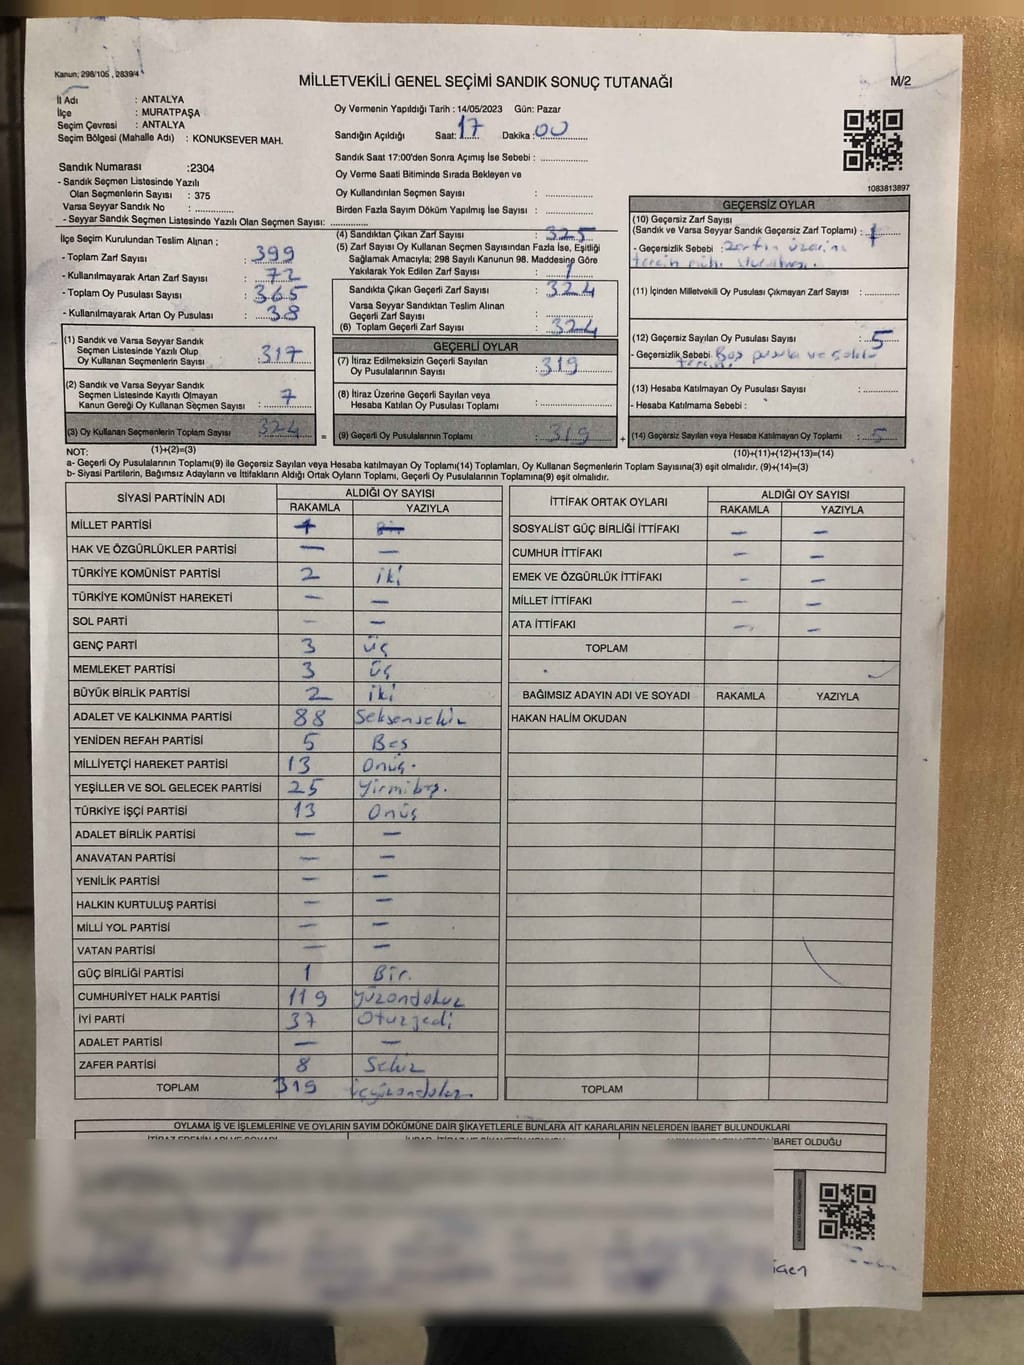 Kanun; 298/105 , 2839/4
MİLLETVEKİLİ GENEL SEÇİMİ SANDIK SONUÇ TUTANAĞI
M/2
İl Adı : ANTALYA
İlçe : MURATPAŞA
Seçim Çevresi : ANTALYA
Seçim Bölgesi (Mahalle Adı) : KONUKSEVER MAH.
Sandık Numarası :2304
- Sandık Seçmen Listesinde Yazılı
Olan Seçmenlerin Sayısı : 375
Varsa Seyyar Sandık No :
- Seyyar Sandık Seçmen Listesinde Yazılı Olan Seçmen Sayısı:
Oy Vermenin Yapıldığı Tarih : 14/05/2023 Gün: Pazar
Sandığın Açıldığı Saat: 17 Dakika : 00
Sandık Saat 17:00'den Sonra Açımış İse Sebebi :
Oy Verme Saati Bitiminde Sırada Bekleyen ve
Oy Kullandırılan Seçmen Sayısı :
Birden Fazla Sayım Döküm Yapılmış İse Sayısı :
1083813897
İlçe Seçim Kurulundan Teslim Alınan ;
- Toplam Zarf Sayısı : 399
- Kullanılmayarak Artan Zarf Sayısı : 72
- Toplam Oy Pusulası Sayısı : 365
- Kullanılmayarak Artan Oy Pusulası : 38
(1) Sandık ve Varsa Seyyar Sandık
Seçmen Listesinde Yazılı Olup
Oy Kullanan Seçmenlerin Sayısı : 317
(2) Sandık ve Varsa Seyyar Sandık
Seçmen Listesinde Kayıtlı Olmayan
Kanun Gereği Oy Kullanan Seçmen Sayısı : 7
(3) Oy Kullanan Seçmenlerin Toplam Sayısı 324
(1)+(2)=(3)
(4) Sandıktan Çıkan Zarf Sayısı : 325
(5) Zarf Sayısı Oy Kullanan Seçmen Sayısından Fazla İse, Eşitliği
Sağlamak Amacıyla; 298 Sayılı Kanunun 98. Maddesine Göre
Yakılarak Yok Edilen Zarf Sayısı : 1
Sandıkta Çıkan Geçerli Zarf Sayısı : 324
Varsa Seyyar Sandıktan Teslim Alınan
Geçerli Zarf Sayısı :
(6) Toplam Geçerli Zarf Sayısı : 324
GEÇERLİ OYLAR
(7) İtiraz Edilmeksizin Geçerli Sayılan
Oy Pusulalarının Sayısı : 319
(8) İtiraz Üzerine Geçerli Sayılan veya
Hesaba Katılan Oy Pusulası Toplamı :
= (9) Geçerli Oy Pusulalarının Toplamı : 319 +
GEÇERSİZ OYLAR
(10) Geçersiz Zarf Sayısı
(Sandık ve Varsa Seyyar Sandık Geçersiz Zarf Toplamı) : 1
- Geçersizlik Sebebi : zarfın üzerine
(11) İçinden Milletvekili Oy Pusulası Çıkmayan Zarf Sayısı :
(12) Geçersiz Sayılan Oy Pusulası Sayısı : 5
- Geçersizlik Sebebi. Boş pusula ve
(13) Hesaba Katılmayan Oy Pusulası Sayısı :
- Hesaba Katılmama Sebebi :
(14) Geçersiz Sayılan veya Hesaba Katılmayan Oy Toplamı : 5
(10)+(11)+(12)+(13)=(14)
NOT:
a- Geçerli Oy Pusulalarının Toplamı(9) ile Geçersiz Sayılan veya Hesaba katılmayan Oy Toplamı(14) Toplamları, Oy Kullanan Seçmenlerin Toplam Sayısına(3) eşit olmalıdır. (9)+(14)=(3)
b- Siyasi Partilerin, Bağımsız Adayların ve İttifakların Aldığı Ortak Oyların Toplamı, Geçerli Oy Pusulalarının Toplamına(9) eşit olmalıdır.
SİYASİ PARTİNİN ADI ALDIĞI OY SAYISI
RAKAMLA YAZIYLA
MİLLET PARTİSİ 1 Bir
HAK VE ÖZGÜRLÜKLER PARTİSİ — —
TÜRKİYE KOMÜNİST PARTİSİ 2 iki
TÜRKİYE KOMÜNİST HAREKETİ — —
SOL PARTİ — —
GENÇ PARTİ 3 üç
MEMLEKET PARTİSİ 3 üç
BÜYÜK BİRLİK PARTİSİ 2 iki
ADALET VE KALKINMA PARTİSİ 88 Seksensekiz
YENİDEN REFAH PARTİSİ 5 Beş
MİLLİYETÇİ HAREKET PARTİSİ 13 Onüç.
YEŞİLLER VE SOL GELECEK PARTİSİ 25 Yirmibeş.
TÜRKİYE İŞÇİ PARTİSİ 13 Onüç
ADALET BİRLİK PARTİSİ — —
ANAVATAN PARTİSİ — —
YENİLİK PARTİSİ — —
HALKIN KURTULUŞ PARTİSİ — —
MİLLİ YOL PARTİSİ — —
VATAN PARTİSİ — —
GÜÇ BİRLİĞİ PARTİSİ 1 Bir.
CUMHURİYET HALK PARTİSİ 119 yüzondokuz
İYİ PARTİ 37 Otuzyedi
ADALET PARTİSİ — —
ZAFER PARTİSİ 8 Sekiz
TOPLAM 319 üçyüzondokuz.
İTTİFAK ORTAK OYLARI ALDIĞI OY SAYISI
RAKAMLA YAZIYLA
SOSYALİST GÜÇ BİRLİĞİ İTTİFAKI — —
CUMHUR İTTİFAKI — —
EMEK VE ÖZGÜRLÜK İTTİFAKI — —
MİLLET İTTİFAKI — —
ATA İTTİFAKI — —
TOPLAM
BAĞIMSIZ ADAYIN ADI VE SOYADI RAKAMLA YAZIYLA
HAKAN HALİM OKUDAN
TOPLAM
OYLAMA İŞ VE İŞLEMLERİNE VE OYLARIN SAYIM DÖKÜMÜNE DAİR ŞİKAYETLERLE BUNLARA AİT KARARLARIN NELERDEN İBARET BULUNDUKLARI
İBARET OLDUĞU